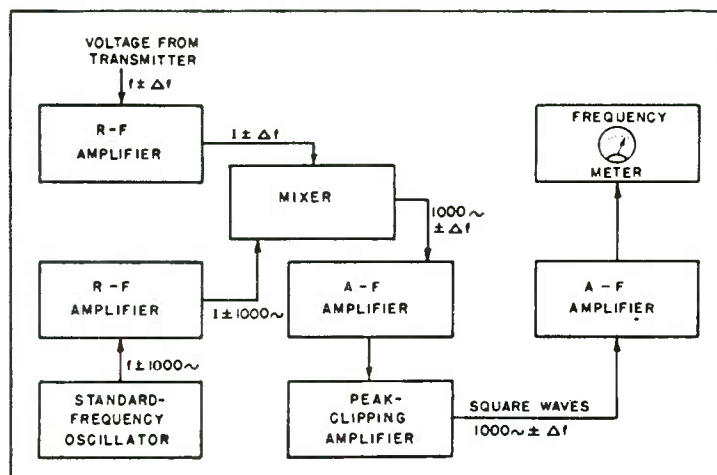 VOLTAGE FROM
TRANSMITTER
f ± Δf
R-F
AMPLIFIER
I ± Δf
MIXER
1000~
± Δf
R-F
AMPLIFIER
I ± 1000~
f ± 1000~
STANDARD-
FREQUENCY
OSCILLATOR
A-F
AMPLIFIER
PEAK-
CLIPPING
AMPLIFIER
SQUARE WAVES
1000~ ± Δf
A-F
AMPLIFIER
FREQUENCY
METER